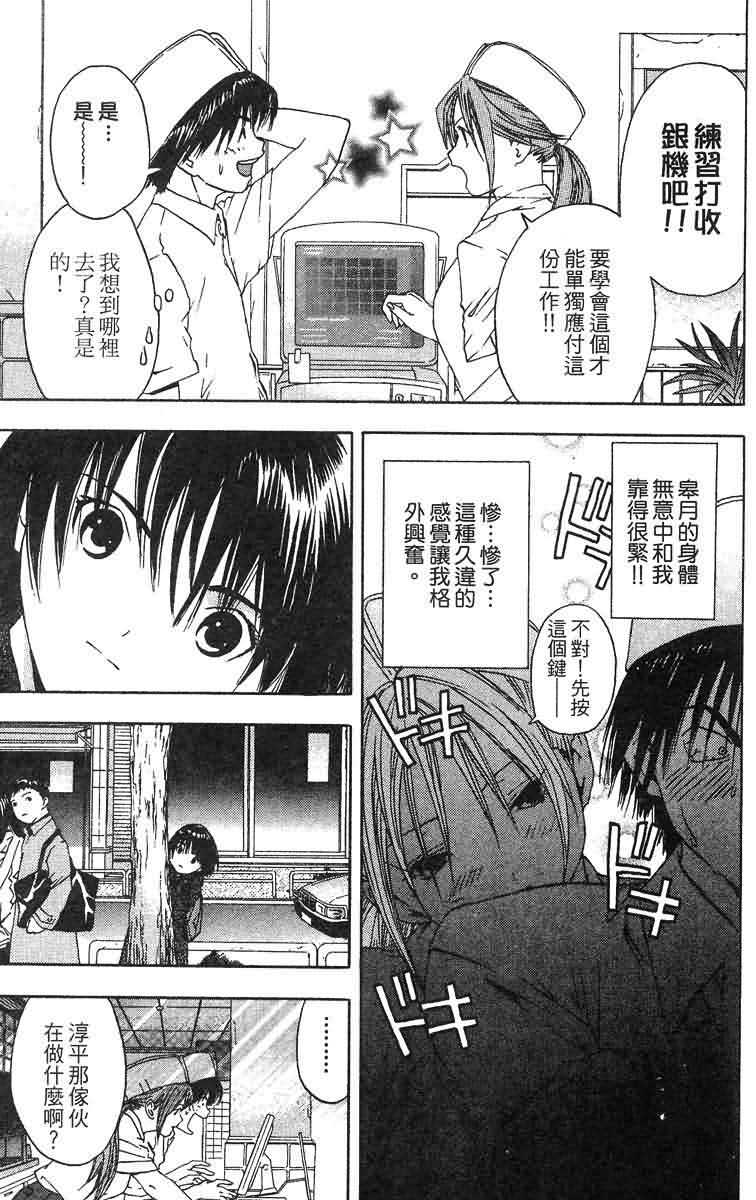 練習打收
銀機吧!!
要學會這個才
能單獨應付這
份工作!!
是…
是~~~!
我想到哪裡
去了?真是
的!
皋月的身體
無意中和我
靠得很緊!!
慘…慘了…
這種久違的
感覺讓我格
外興奮。
不對!先按
這個鍵——
ドキ
ドキ
ドキ
ドキ
………
淳平那傢伙
在做什麼啊?